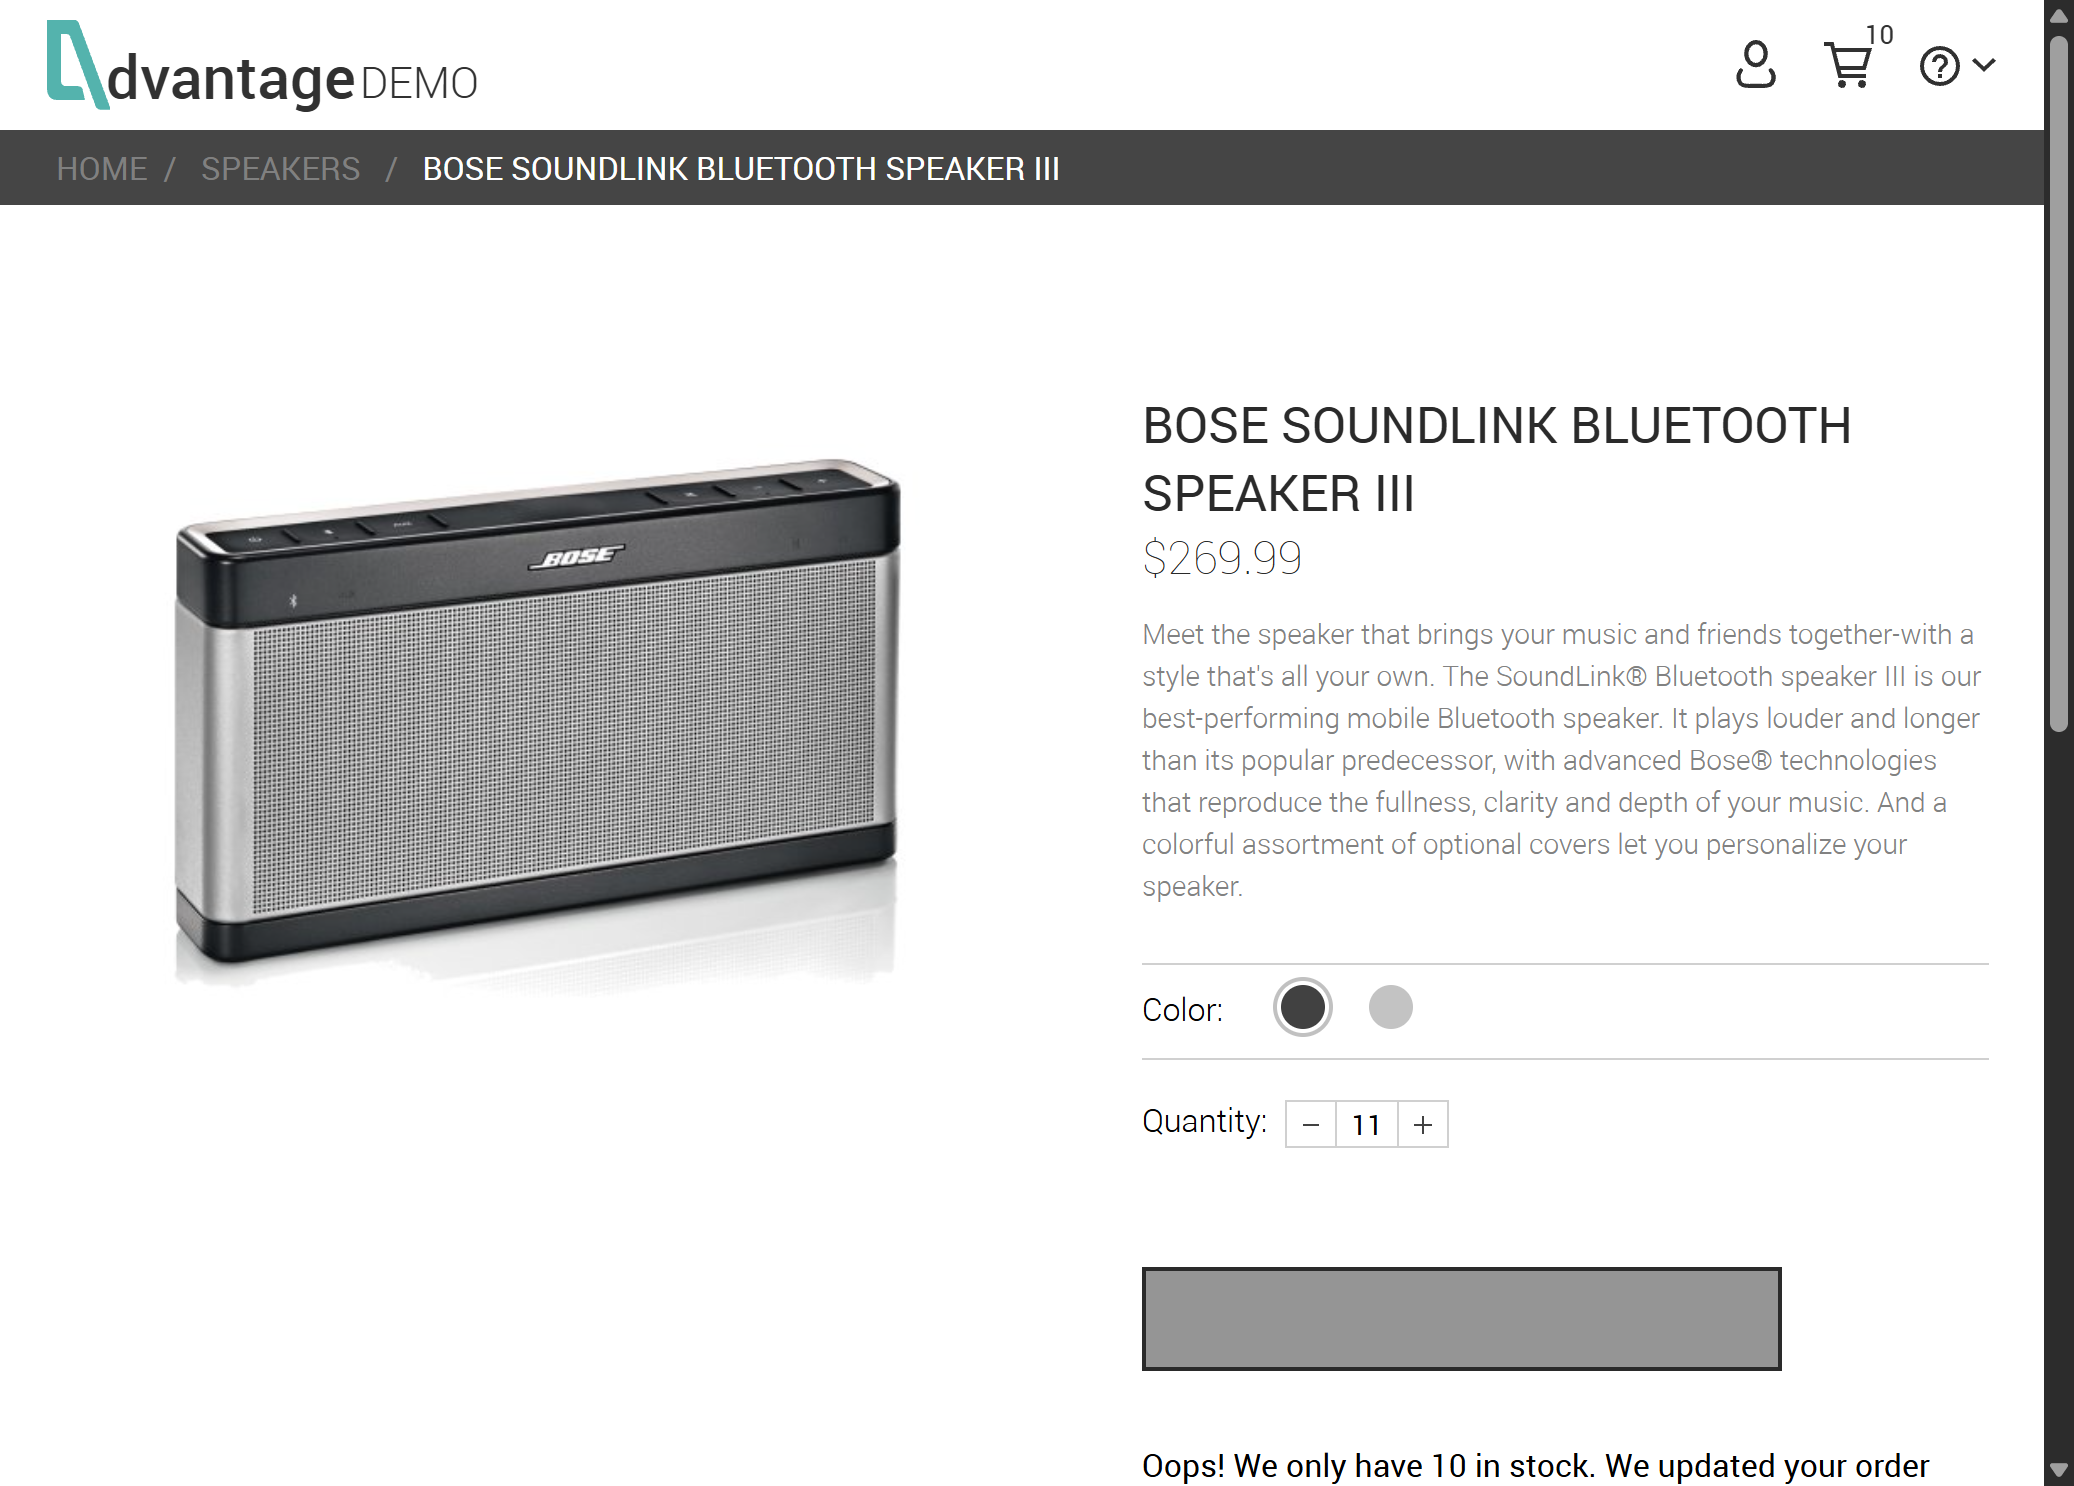 dvantage DEMO
10
HOME / SPEAKERS / BOSE SOUNDLINK BLUETOOTH SPEAKER III
BOSE
BOSE SOUNDLINK BLUETOOTH
SPEAKER III
$269.99
Meet the speaker that brings your music and friends together-with a
style that's all your own. The SoundLink® Bluetooth speaker III is our
best-performing mobile Bluetooth speaker. It plays louder and longer
than its popular predecessor, with advanced Bose® technologies
that reproduce the fullness, clarity and depth of your music. And a
colorful assortment of optional covers let you personalize your
speaker.
Color:
Quantity: − 11 +
Oops! We only have 10 in stock. We updated your order